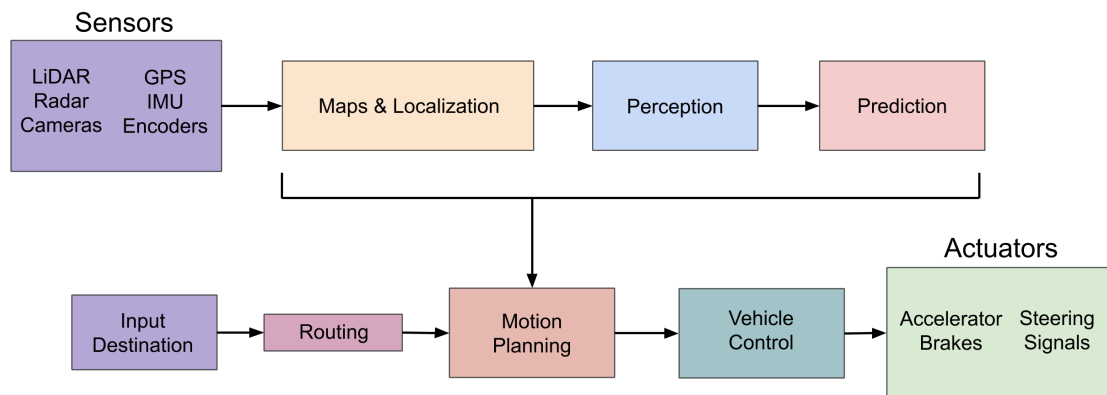 Sensors
LiDAR GPS
Radar IMU
Cameras Encoders
Maps & Localization
Perception
Prediction
Actuators
Input
Destination
Routing
Motion
Planning
Vehicle
Control
Accelerator Steering
Brakes Signals